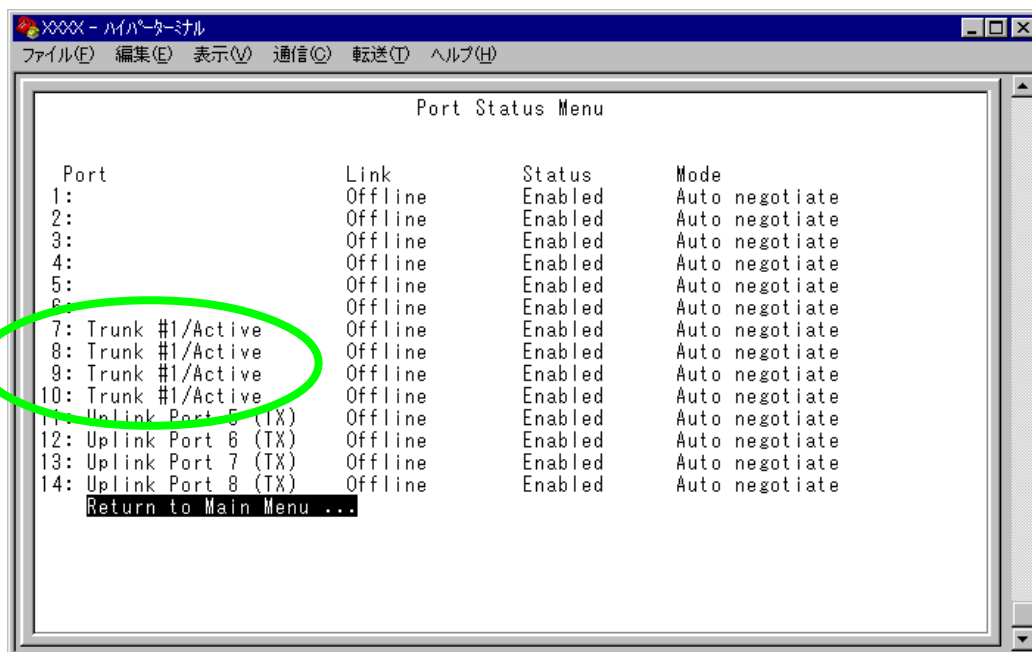 XXXX - ハイパーターミナル
ファイル(F) 編集(E) 表示(V) 通信(C) 転送(T) ヘルプ(H)
Port Status Menu
Port Link Status Mode
1: Offline Enabled Auto negotiate
2: Offline Enabled Auto negotiate
3: Offline Enabled Auto negotiate
4: Offline Enabled Auto negotiate
5: Offline Enabled Auto negotiate
6: Offline Enabled Auto negotiate
7: Trunk #1/Active Offline Enabled Auto negotiate
8: Trunk #1/Active Offline Enabled Auto negotiate
9: Trunk #1/Active Offline Enabled Auto negotiate
10: Trunk #1/Active Offline Enabled Auto negotiate
11: Uplink Port 5 (TX) Offline Enabled Auto negotiate
12: Uplink Port 6 (TX) Offline Enabled Auto negotiate
13: Uplink Port 7 (TX) Offline Enabled Auto negotiate
14: Uplink Port 8 (TX) Offline Enabled Auto negotiate
Return to Main Menu ...